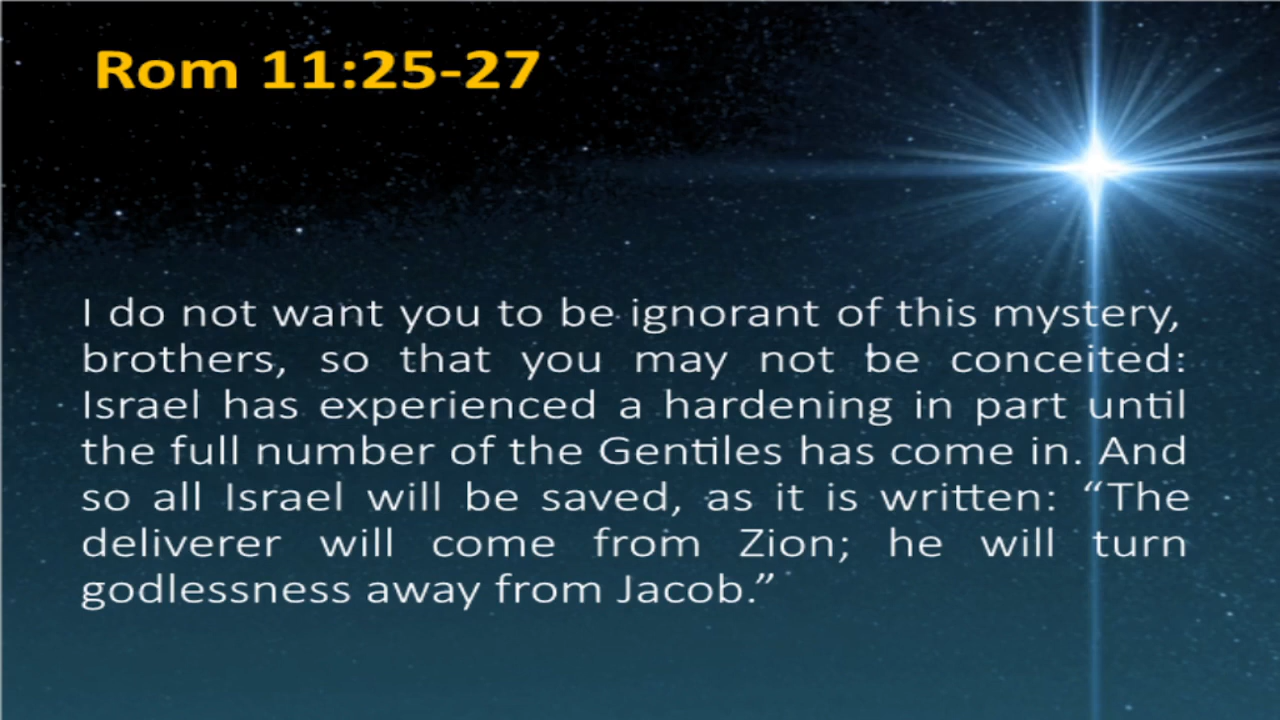 Rom 11:25-27
I do not want you to be ignorant of this mystery,
brothers, so that you may not be conceited:
Israel has experienced a hardening in part until
the full number of the Gentiles has come in. And
so all Israel will be saved, as it is written: “The
deliverer will come from Zion; he will turn
godlessness away from Jacob.”